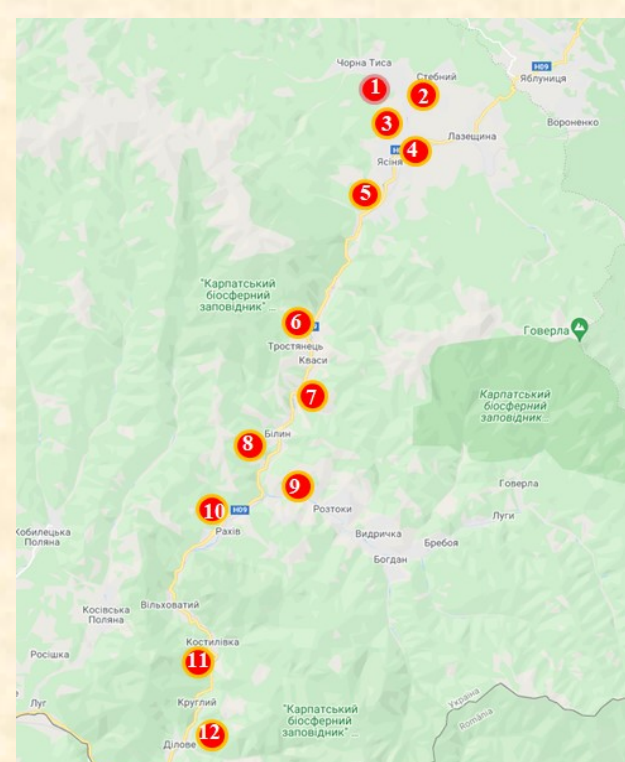 Н09
Чорна Тиса
Стебний
Яблуниця
1
2
Вороненко
3
Лазещина
4
Ясіня
5
"Карпатський
біосферний
заповідник" ...
6
Говерла
Тростянець
Кваси
7
Карпатський
біосферний
заповідник...
8
Білин
9
Говерла
10
Н09
Розтоки
Луги
Рахів
Кобилецька
Поляна
Видричка
Бребоя
Богдан
Вільховатий
Косівська
Поляна
Костилівка
Росішка
11
Луг
Круглий
"Карпатський
біосферний
заповідник" ...
Україна
România
12
Ділове